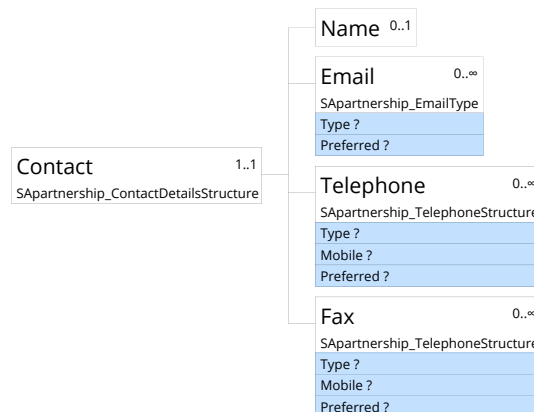 Name 0..1
Email 0..∞
SApartnership_EmailType
Type ?
Preferred ?
Contact 1..1
SApartnership_ContactDetailsStructure
Telephone 0..∞
SApartnership_TelephoneStructure
Type ?
Mobile ?
Preferred ?
Fax 0..∞
SApartnership_TelephoneStructure
Type ?
Mobile ?
Preferred ?